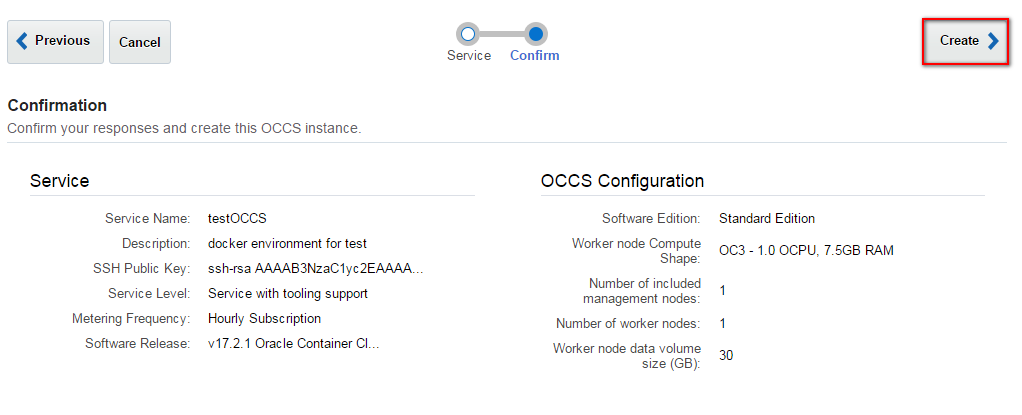 Previous
Cancel
Service
Confirm
Create
Confirmation
Confirm your responses and create this OCCS instance.
Service
Service Name: testOCCS
Description: docker environment for test
SSH Public Key: ssh-rsa AAAAB3NzaC1yc2EAAAA...
Service Level: Service with tooling support
Metering Frequency: Hourly Subscription
Software Release: v17.2.1 Oracle Container Cl...
OCCS Configuration
Software Edition: Standard Edition
Worker node Compute
Shape: OC3 - 1.0 OCPU, 7.5GB RAM
Number of included
management nodes: 1
Number of worker nodes: 1
Worker node data volume
size (GB): 30